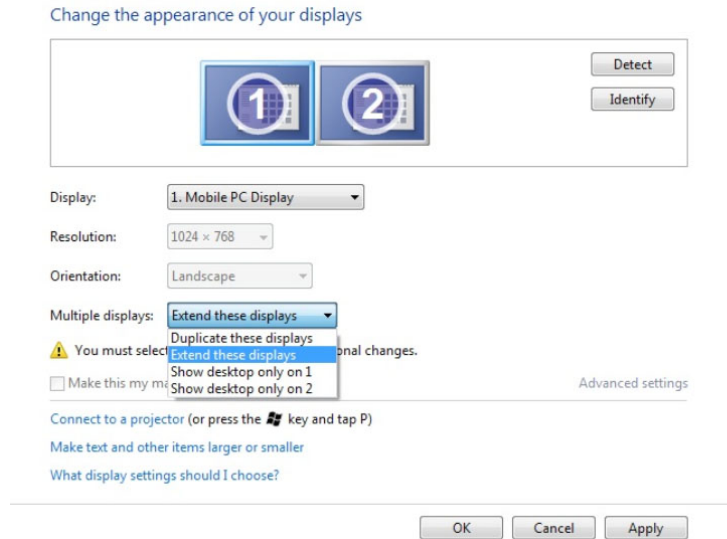 Change the appearance of your displays
1
2
Detect
Identify
Display: 1. Mobile PC Display
Resolution: 1024 × 768
Orientation: Landscape
Multiple displays: Extend these displays
Duplicate these displays
You must selec onal changes.
Extend these displays
Show desktop only on 1
Make this my ma Advanced settings
Show desktop only on 2
Connect to a projector (or press the key and tap P)
Make text and other items larger or smaller
What display settings should I choose?
OK Cancel Apply